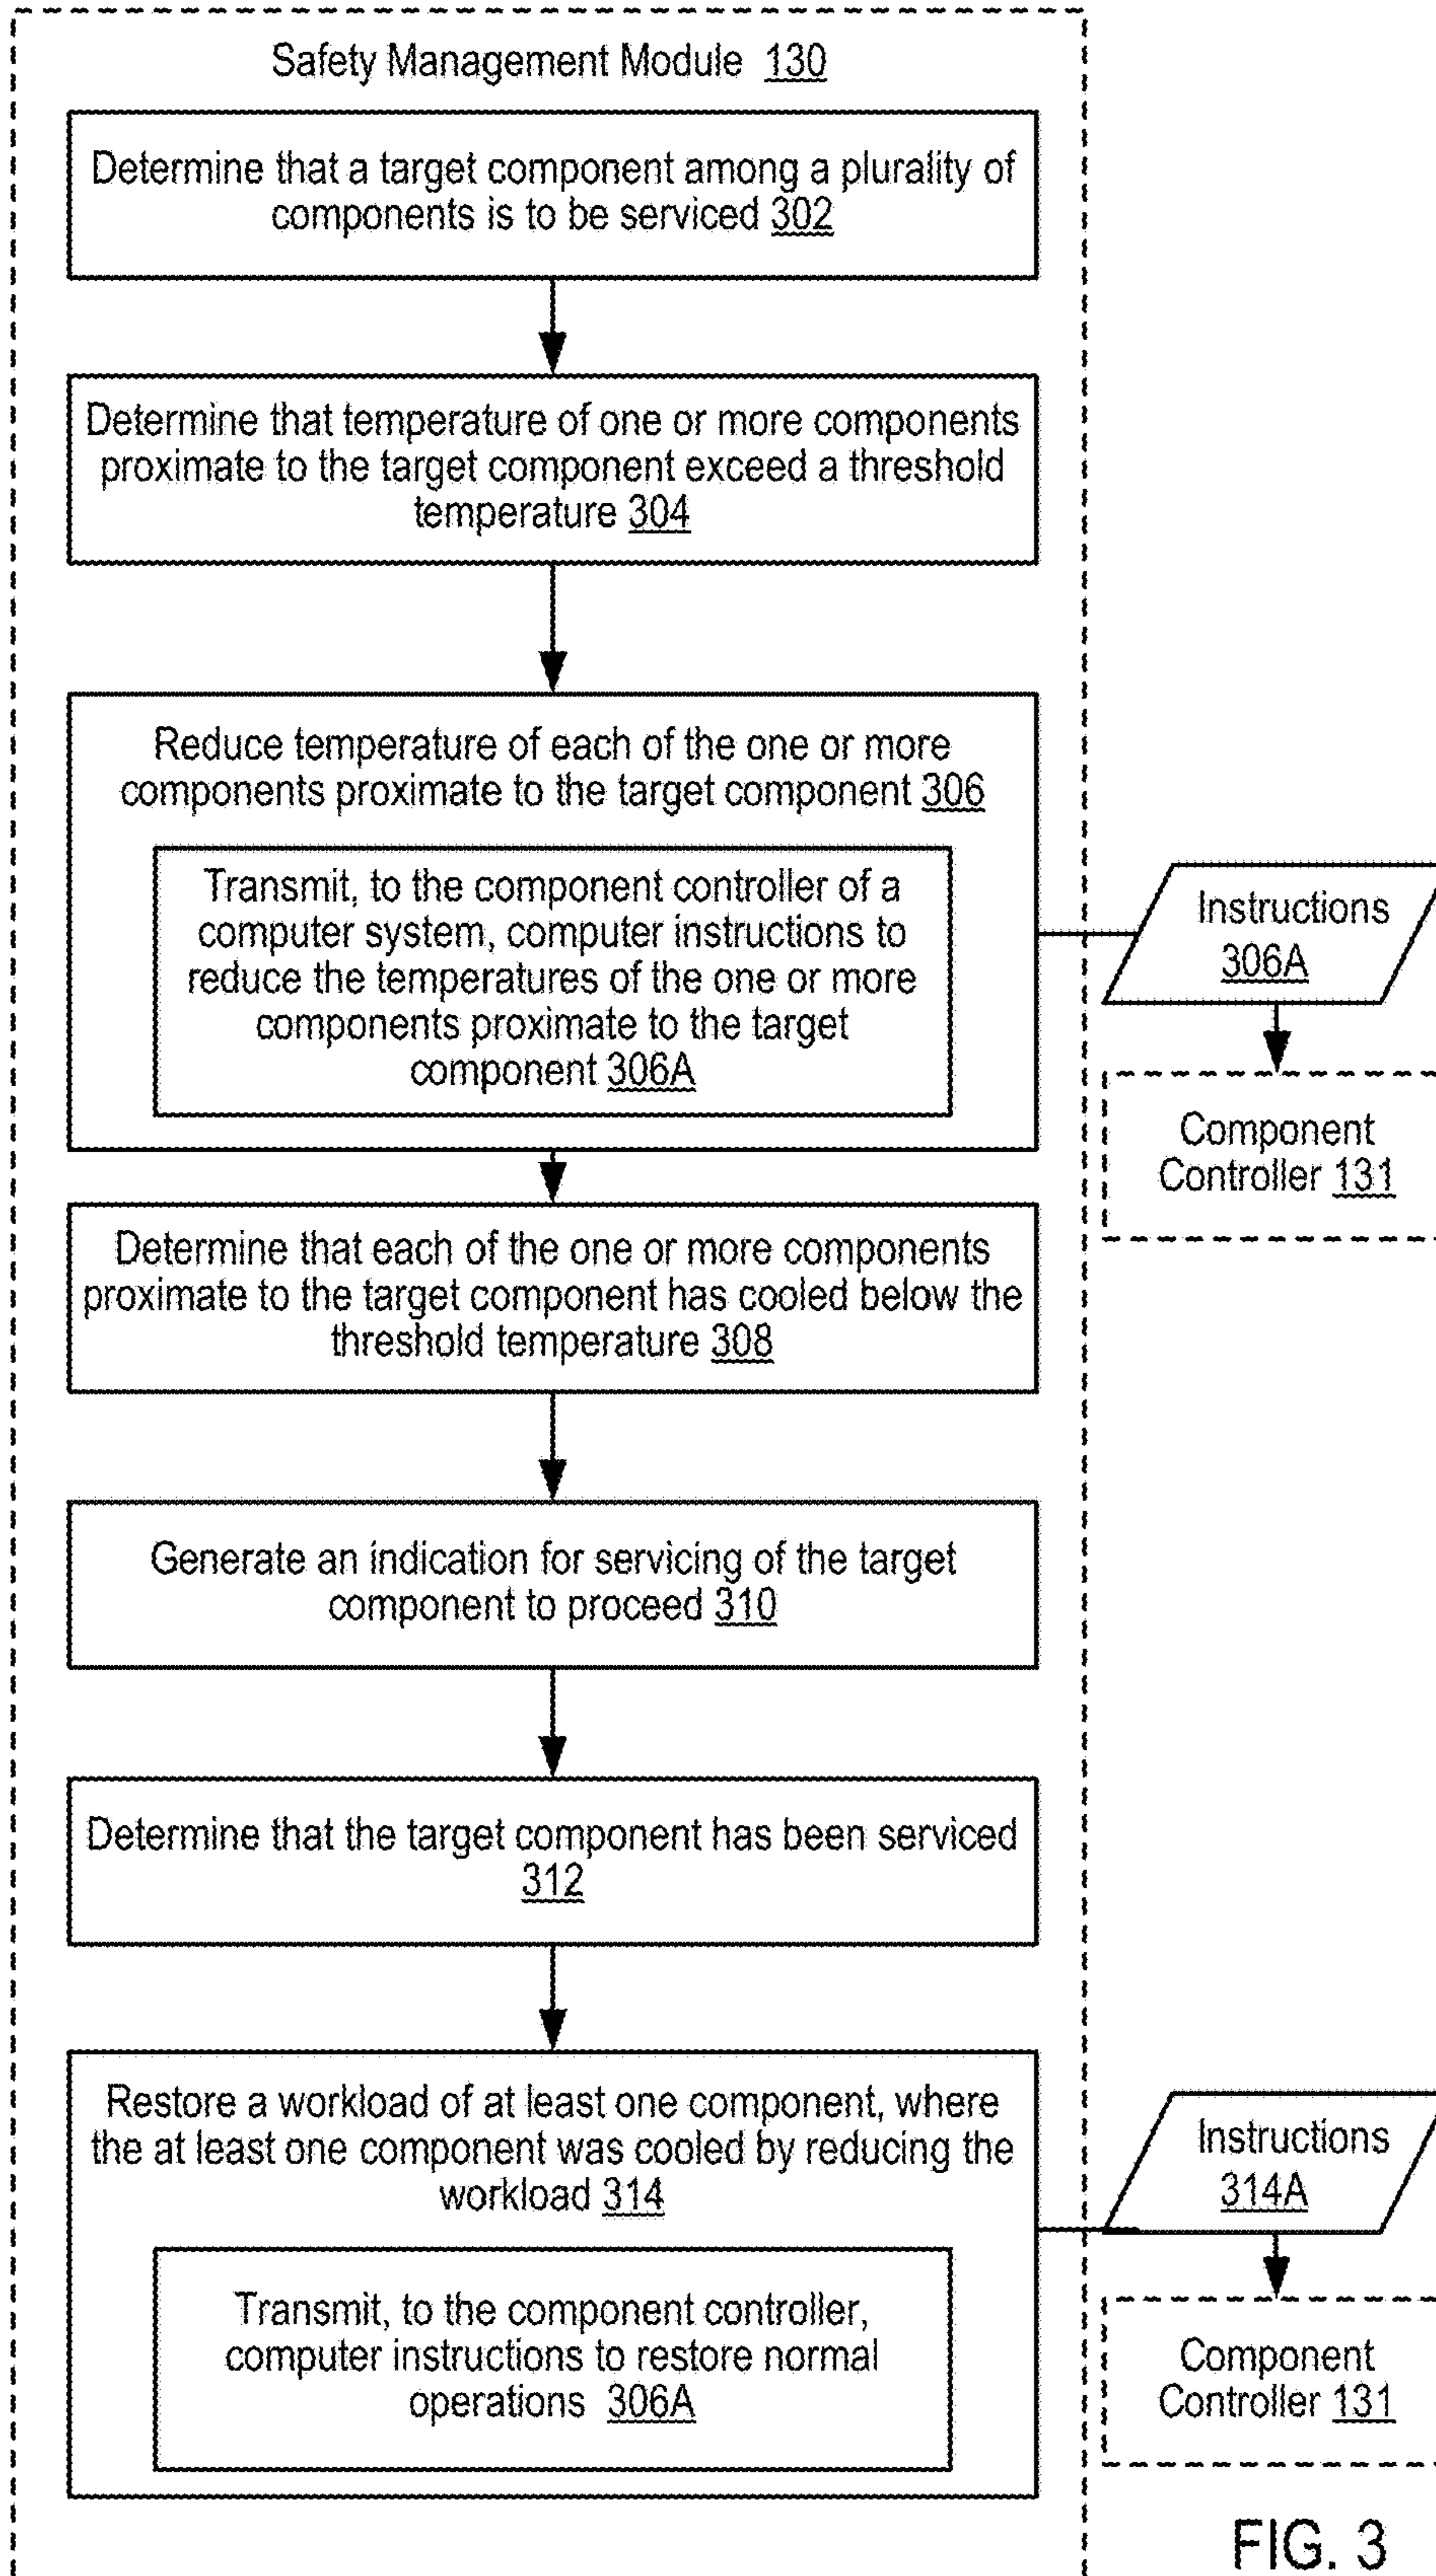 Safety Management Module 130
Determine that a target component among a plurality of
components is to be serviced 302
Determine that temperature of one or more components
proximate to the target component exceed a threshold
temperature 304
Reduce temperature of each of the one or more
components proximate to the target component 306
Transmit, to the component controller of a
computer system, computer instructions to
reduce the temperatures of the one or more
components proximate to the target
component 306A
Instructions
306A
Component
Controller 131
Determine that each of the one or more components
proximate to the target component has cooled below the
threshold temperature 308
Generate an indication for servicing of the target
component to proceed 310
Determine that the target component has been serviced
312
Restore a workload of at least one component, where
the at least one component was cooled by reducing the
workload 314
Transmit, to the component controller,
computer instructions to restore normal
operations 306A
Instructions
314A
Component
Controller 131
FIG. 3